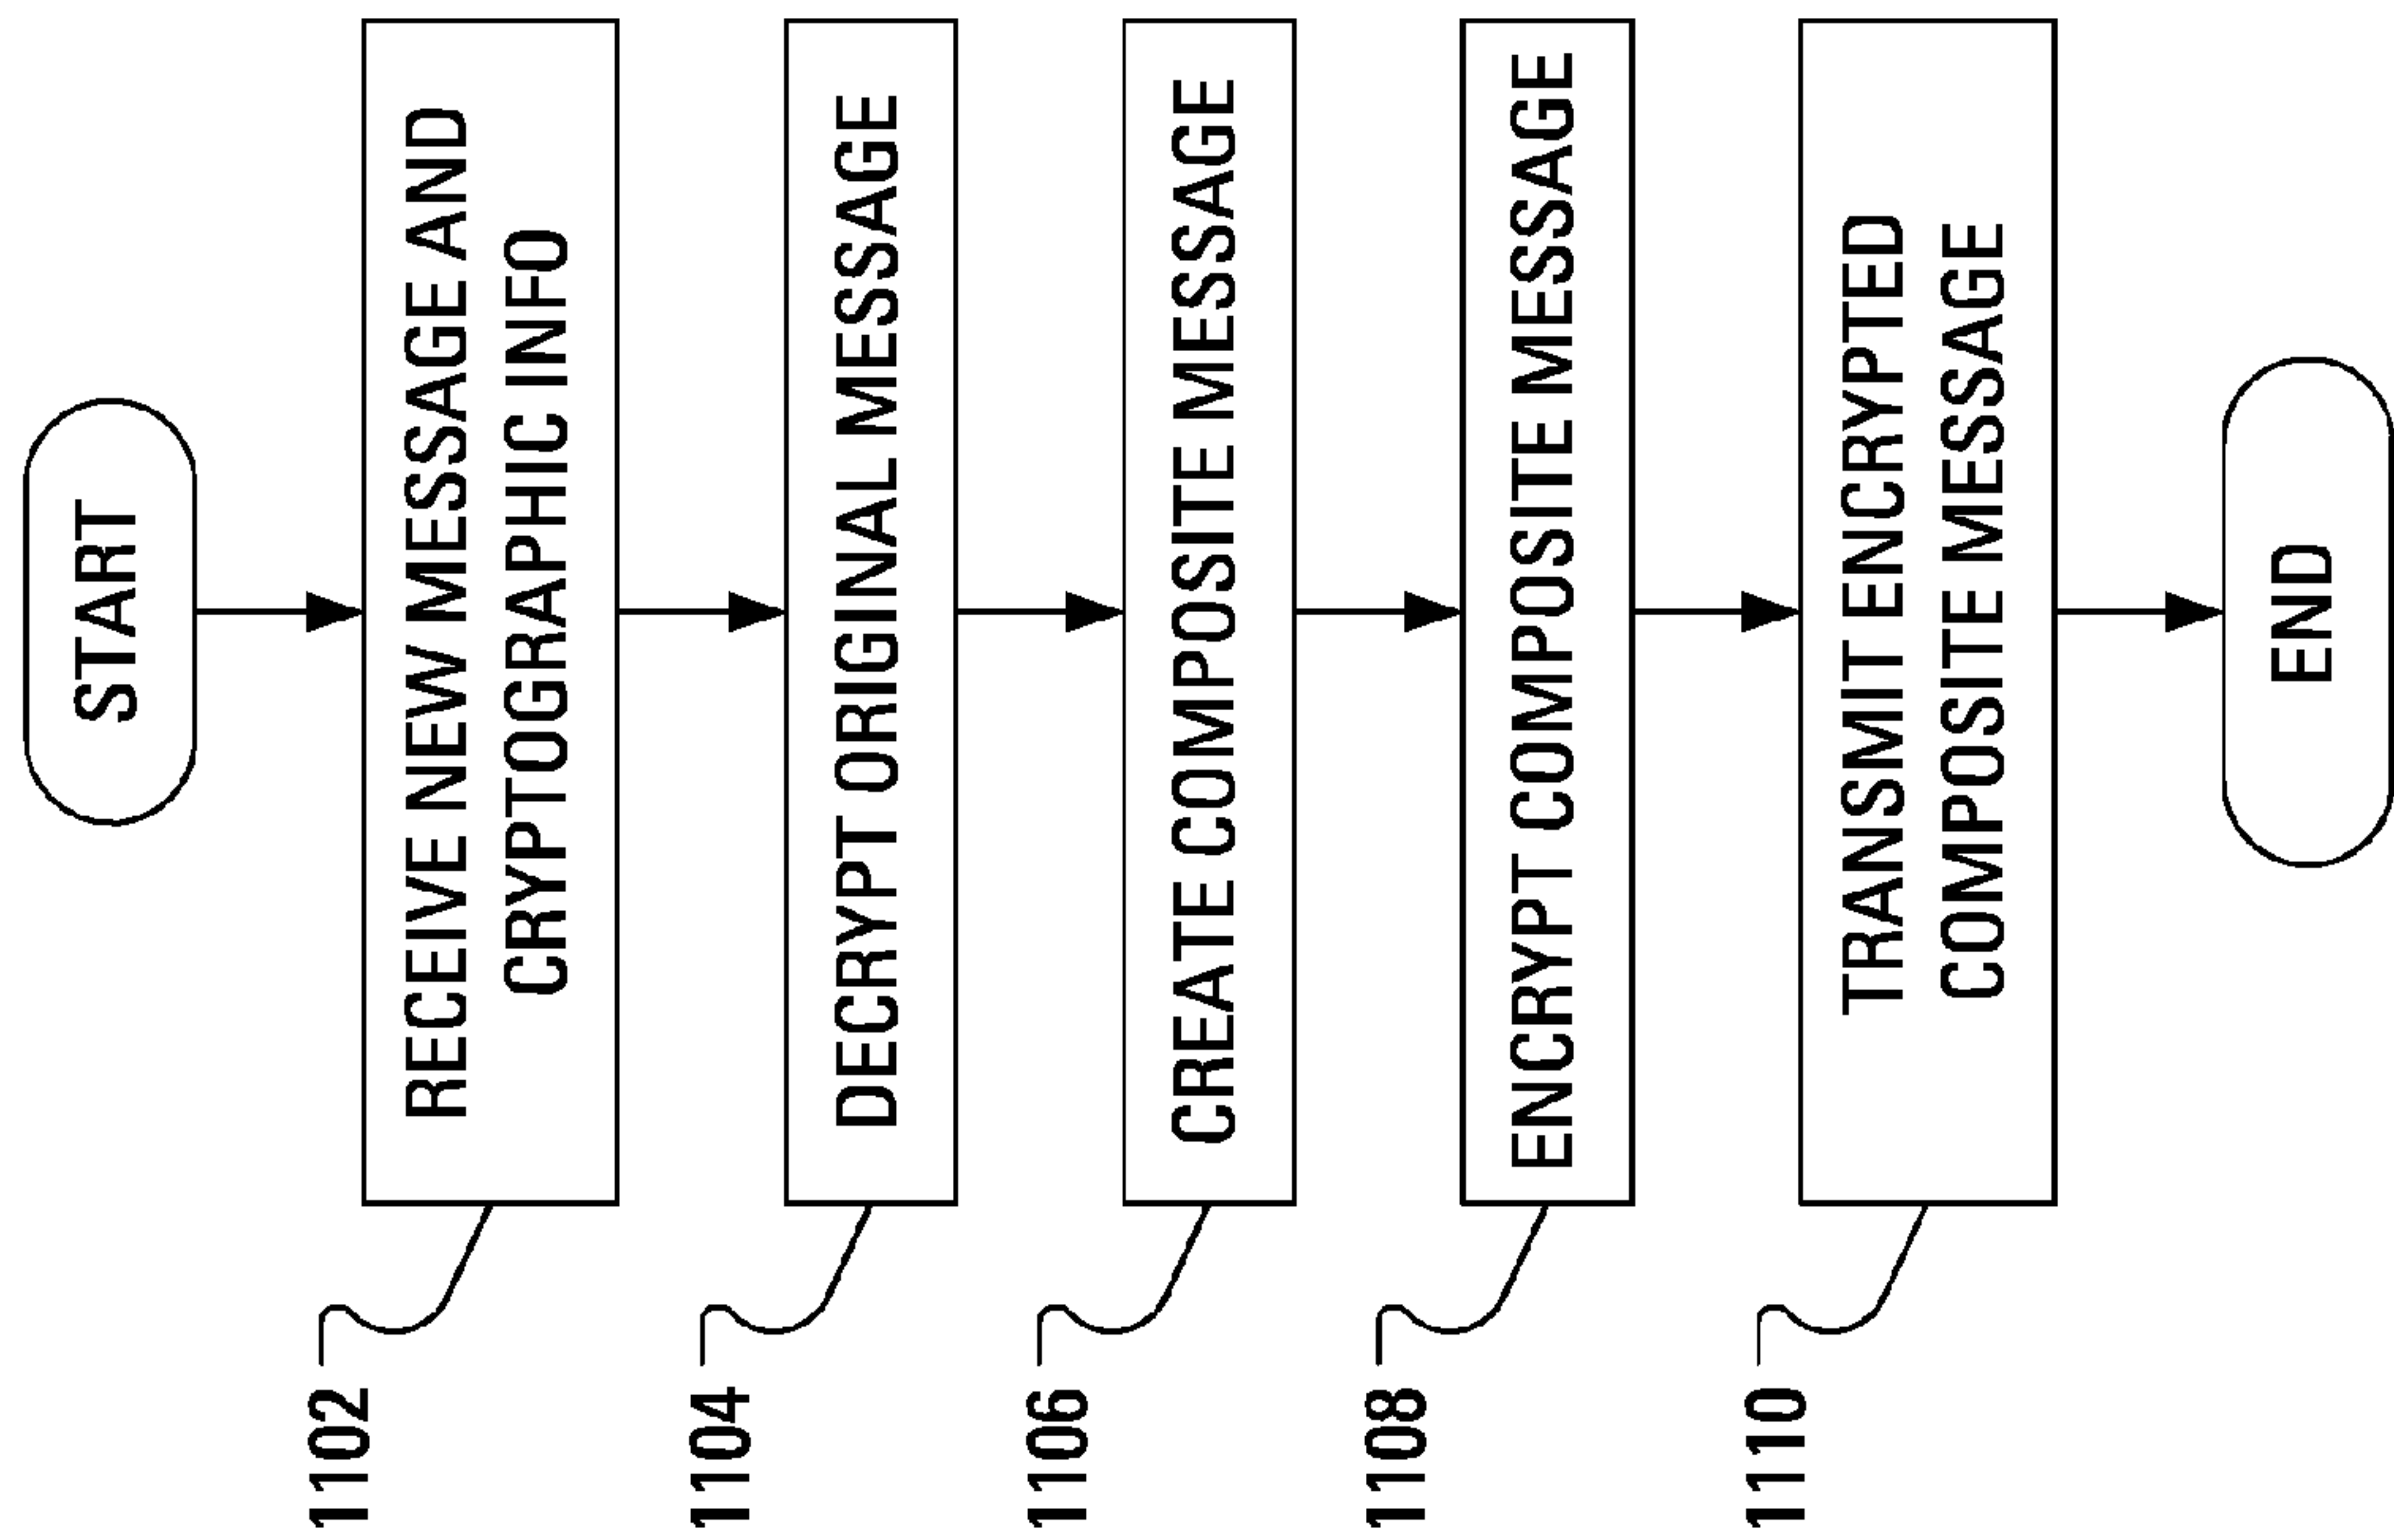 START
1102
RECEIVE NEW MESSAGE AND
CRYPTOGRAPHIC INFO
1104
DECRYPT ORIGINAL MESSAGE
1106
CREATE COMPOSITE MESSAGE
1108
ENCRYPT COMPOSITE MESSAGE
1110
TRANSMIT ENCRYPTED
COMPOSITE MESSAGE
END